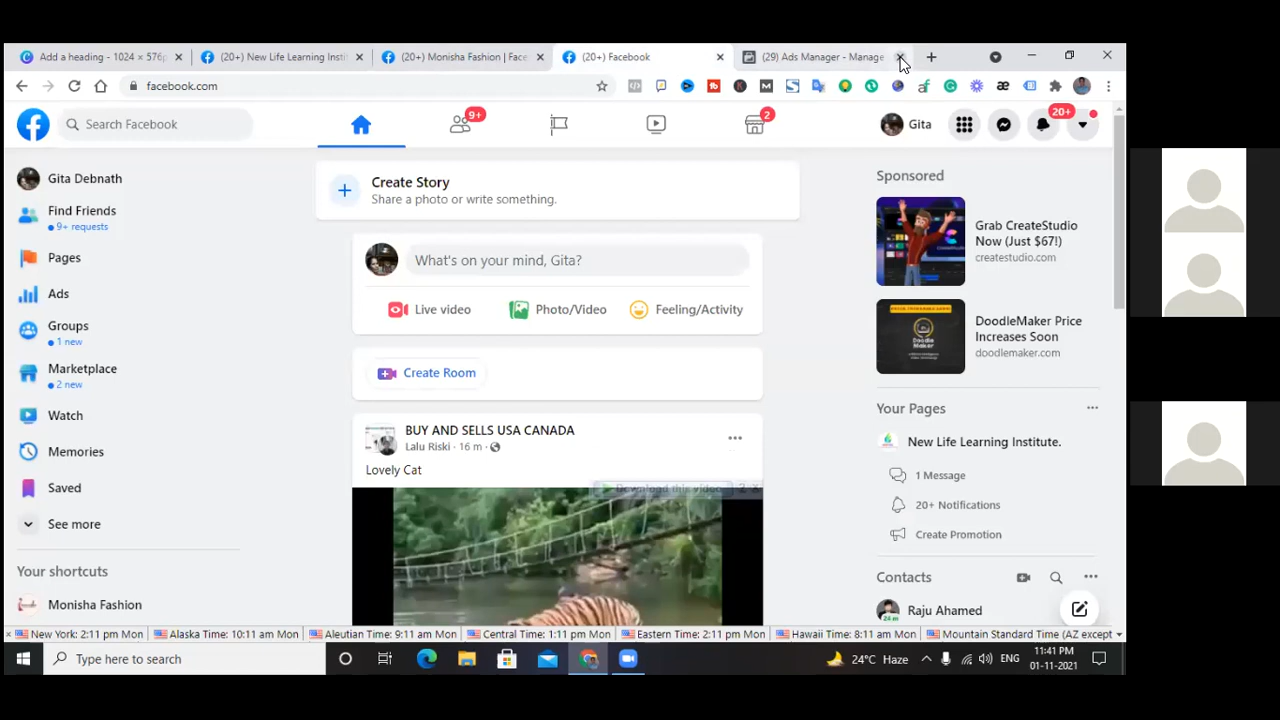 Add a heading - 1024 × 576p
(20+) New Life Learning Instit
(20+) Monisha Fashion | Face
(20+) Facebook
(29) Ads Manager - Manage
facebook.com
Search Facebook
9+
2
Gita
20+
Gita Debnath
Find Friends
9+ requests
Pages
Ads
Groups
1 new
Marketplace
2 new
Watch
Memories
Saved
See more
Your shortcuts
Monisha Fashion
Create Story
Share a photo or write something.
What's on your mind, Gita?
Live video
Photo/Video
Feeling/Activity
Create Room
BUY AND SELLS USA CANADA
Lalu Riski · 16 m ·
Lovely Cat
Download this video
Sponsored
Grab CreateStudio
Now (Just $67!)
createstudio.com
DoodleMaker Price
Increases Soon
doodlemaker.com
Your Pages
New Life Learning Institute.
1 Message
20+ Notifications
Create Promotion
Contacts
Raju Ahamed
24 m
New York: 2:11 pm Mon
Alaska Time: 10:11 am Mon
Aleutian Time: 9:11 am Mon
Central Time: 1:11 pm Mon
Eastern Time: 2:11 pm Mon
Hawaii Time: 8:11 am Mon
Mountain Standard Time (AZ except
Type here to search
24°C Haze
ENG
11:41 PM
01-11-2021